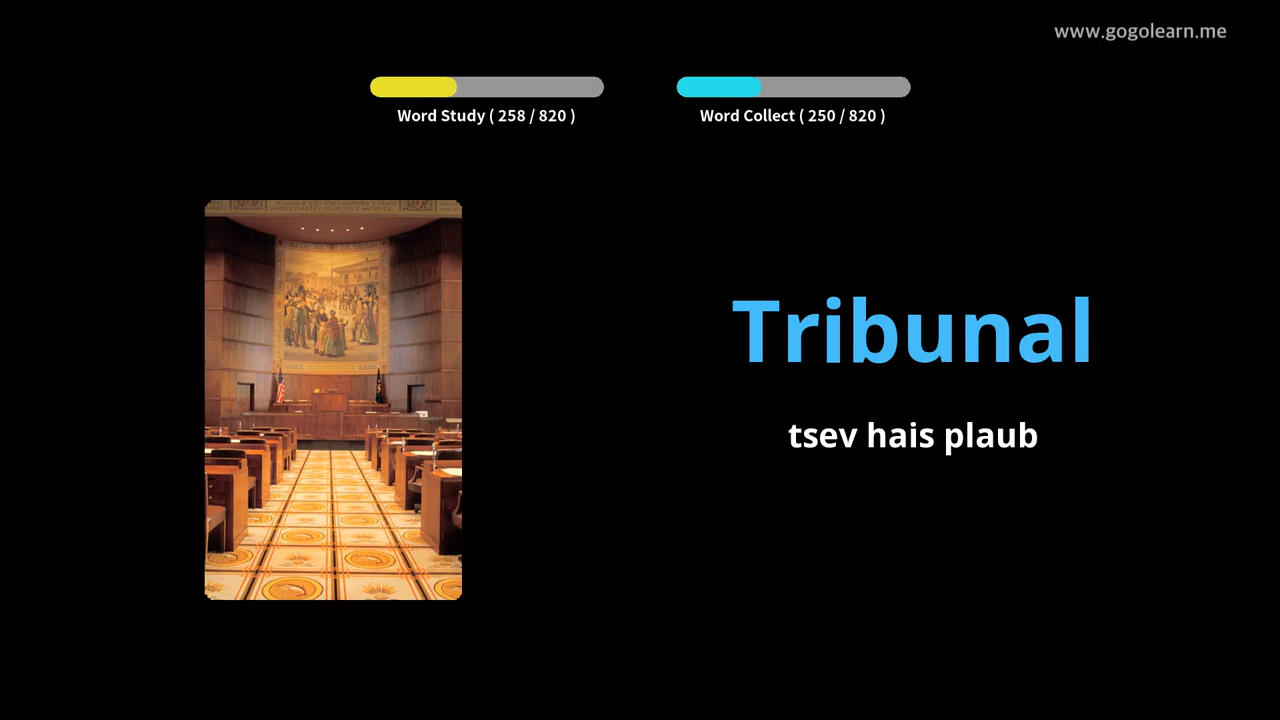 www.gogolearn.me
Word Study ( 258 / 820 )
Word Collect ( 250 / 820 )
Tribunal
tsev hais plaub